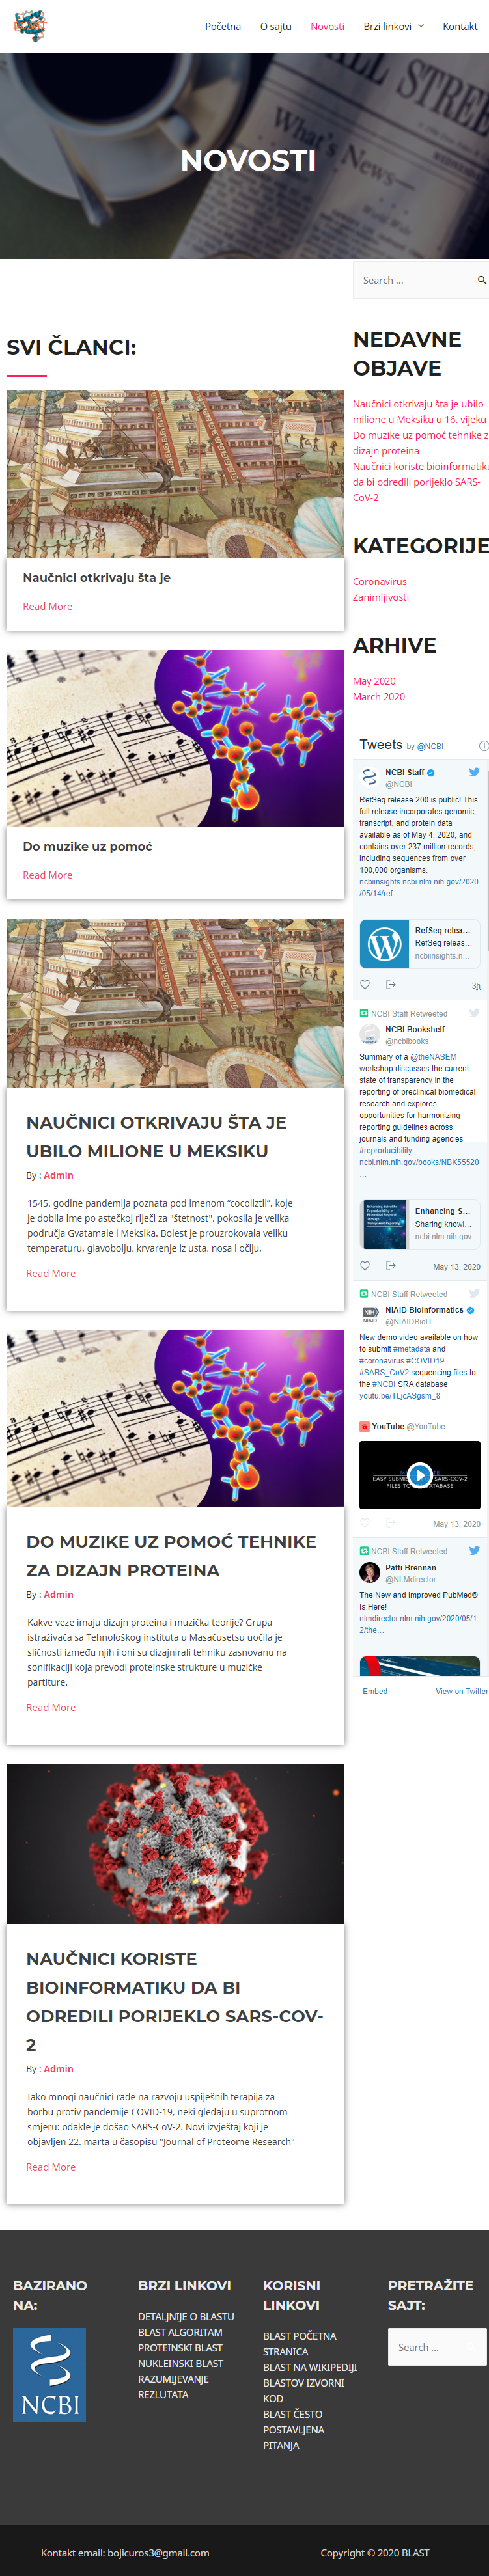 Početna O sajtu Novosti Brzi linkovi Kontakt
NOVOSTI
Search ...
SVI ČLANCI:
Naučnici otkrivaju šta je
Read More
Do muzike uz pomoć
Read More
NAUČNICI OTKRIVAJU ŠTA JE
UBILO MILIONE U MEKSIKU
By : Admin
1545. godine pandemija poznata pod imenom "cocoliztli", koje
je dobila ime po astečkoj riječi za "štetnost", pokosila je velika
područja Gvatamale i Meksika. Bolest je prouzrokovala veliku
temperaturu, glavobolju, krvarenje iz usta, nosa i očiju,
Read More
DO MUZIKE UZ POMOĆ TEHNIKE
ZA DIZAJN PROTEINA
By : Admin
Kakve veze imaju dizajn proteina i muzička teorije? Grupa
istraživača sa Tehnološkog instituta u Masačusetsu uočila je
sličnosti između njih i oni su dizajnirali tehniku zasnovanu na
sonifikaciji koja prevodi proteinske strukture u muzičke
partiture.
Read More
NAUČNICI KORISTE
BIOINFORMATIKU DA BI
ODREDILI PORIJEKLO SARS-COV-
2
By : Admin
Iako mnogi naučnici rade na razvoju uspiješnih terapija za
borbu protiv pandemije COVID-19, neki gledaju u suprotnom
smjeru: odakle je došao SARS-CoV-2. Novi izvještaj koji je
objavljen 22. marta u časopisu "Journal of Proteome Research"
Read More
NEDAVNE
OBJAVE
Naučnici otkrivaju šta je ubilo
milione u Meksiku u 16. vijeku
Do muzike uz pomoć tehnike z
dizajn proteina
Naučnici koriste bioinformatiku
da bi odredili porijeklo SARS-
CoV-2
KATEGORIJE
Coronavirus
Zanimljivosti
ARHIVE
May 2020
March 2020
Tweets by @NCBI
NCBI Staff
@NCBI
RefSeq release 200 is public! This
full release incorporates genomic,
transcript, and protein data
available as of May 4, 2020, and
contains over 237 million records,
including sequences from over
100,000 organisms.
ncbiinsights.ncbi.nlm.nih.gov/2020
/05/14/ref…
RefSeq relea…
RefSeq releas…
ncbiinsights.n…
3h
NCBI Staff Retweeted
NCBI Bookshelf
@ncbibooks
Summary of a @theNASEM
workshop discusses the current
state of transparency in the
reporting of preclinical biomedical
research and explores
opportunities for harmonizing
reporting guidelines across
journals and funding agencies
#reproducibility
ncbi.nlm.nih.gov/books/NBK55520
…
Enhancing S…
Sharing knowl…
ncbi.nlm.nih.gov
May 13, 2020
NCBI Staff Retweeted
NIH
NIAID
NIAID Bioinformatics
@NIAIDBioIT
New demo video available on how
to submit #metadata and
#coronavirus #COVID19
#SARS_CoV2 sequencing files to
the #NCBI SRA database
youtu.be/TLjcASgsm_8
YouTube @YouTube
May 13, 2020
NCBI Staff Retweeted
Patti Brennan
@NLMdirector
The New and Improved PubMed®
Is Here!
nlmdirector.nlm.nih.gov/2020/05/1
2/the…
Embed View on Twitter
BAZIRANO
NA:
NCBI
BRZI LINKOVI
DETALJNIJE O BLASTU
BLAST ALGORITAM
PROTEINSKI BLAST
NUKLEINSKI BLAST
RAZUMIJEVANJE
REZLUTATA
KORISNI
LINKOVI
BLAST POČETNA
STRANICA
BLAST NA WIKIPEDIJI
BLASTOV IZVORNI
KOD
BLAST ČESTO
POSTAVLJENA
PITANJA
PRETRAŽITE
SAJT:
Search ...
Kontakt email: bojicuros3@gmail.com Copyright © 2020 BLAST